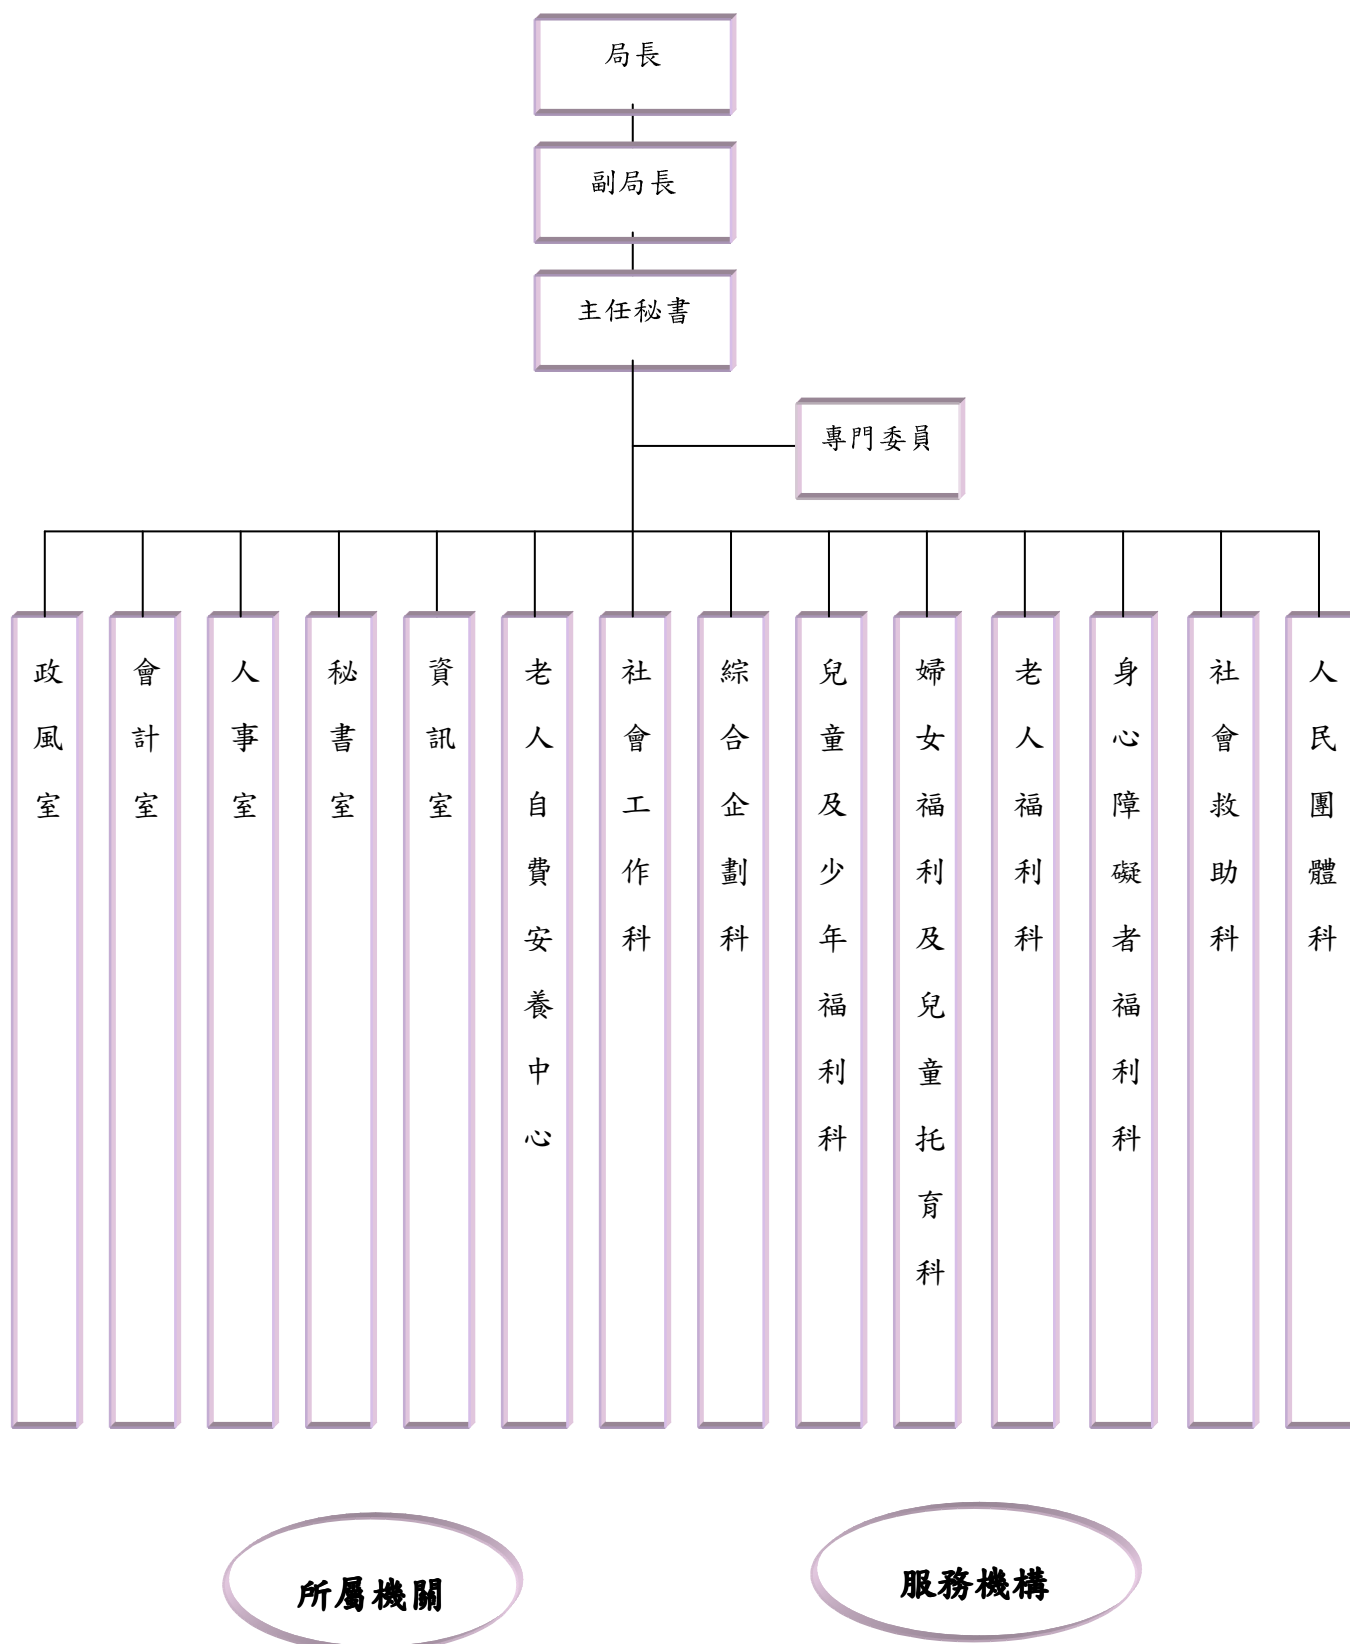 局長
副局長
主任秘書
專門委員
政風室
會計室
人事室
秘書室
資訊室
老人自費安養中心
社會工作科
綜合企劃科
兒童及少年福利科
婦女福利及兒童托育科
老人福利科
身心障礙者福利科
社會救助科
人民團體科
所屬機關
服務機構